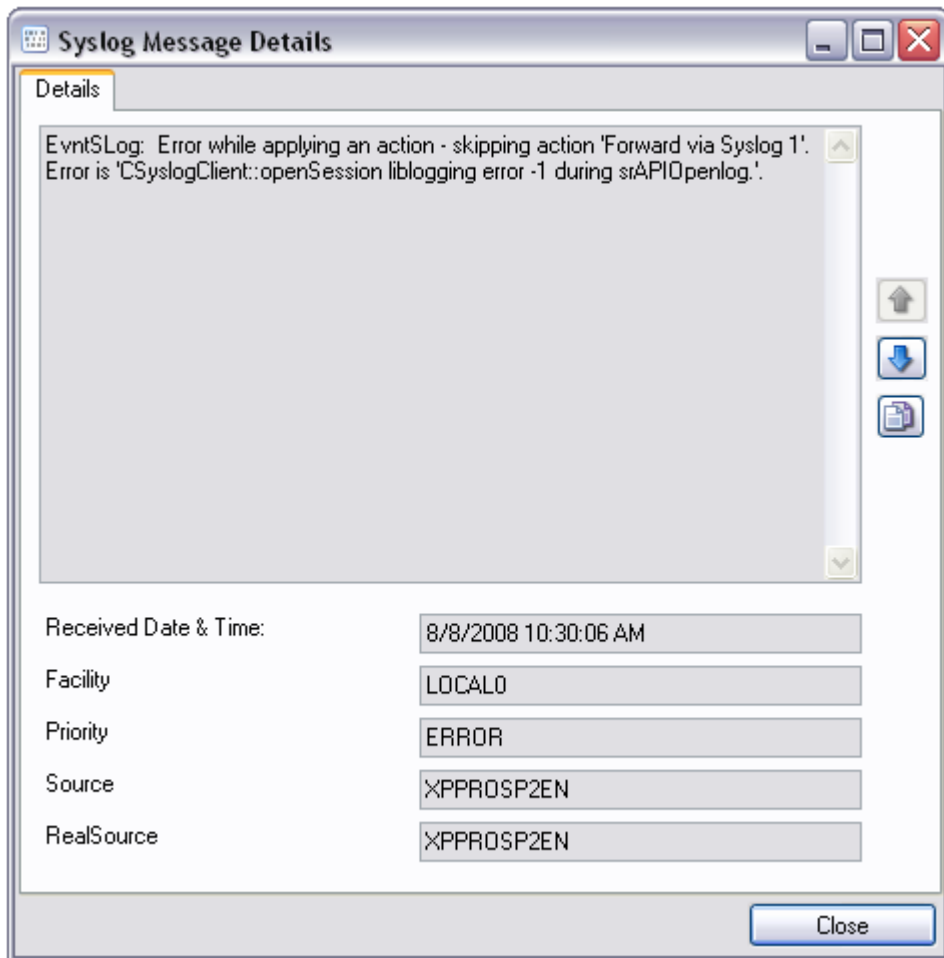 Syslog Message Details
Details
EvntSLog:  Error while applying an action - skipping action 'Forward via Syslog 1'.
Error is 'CSyslogClient::openSession liblogging error -1 during srAPIOpenlog.'.
Received Date & Time:
8/8/2008 10:30:06 AM
Facility
LOCAL0
Priority
ERROR
Source
XPPROSP2EN
RealSource
XPPROSP2EN
Close